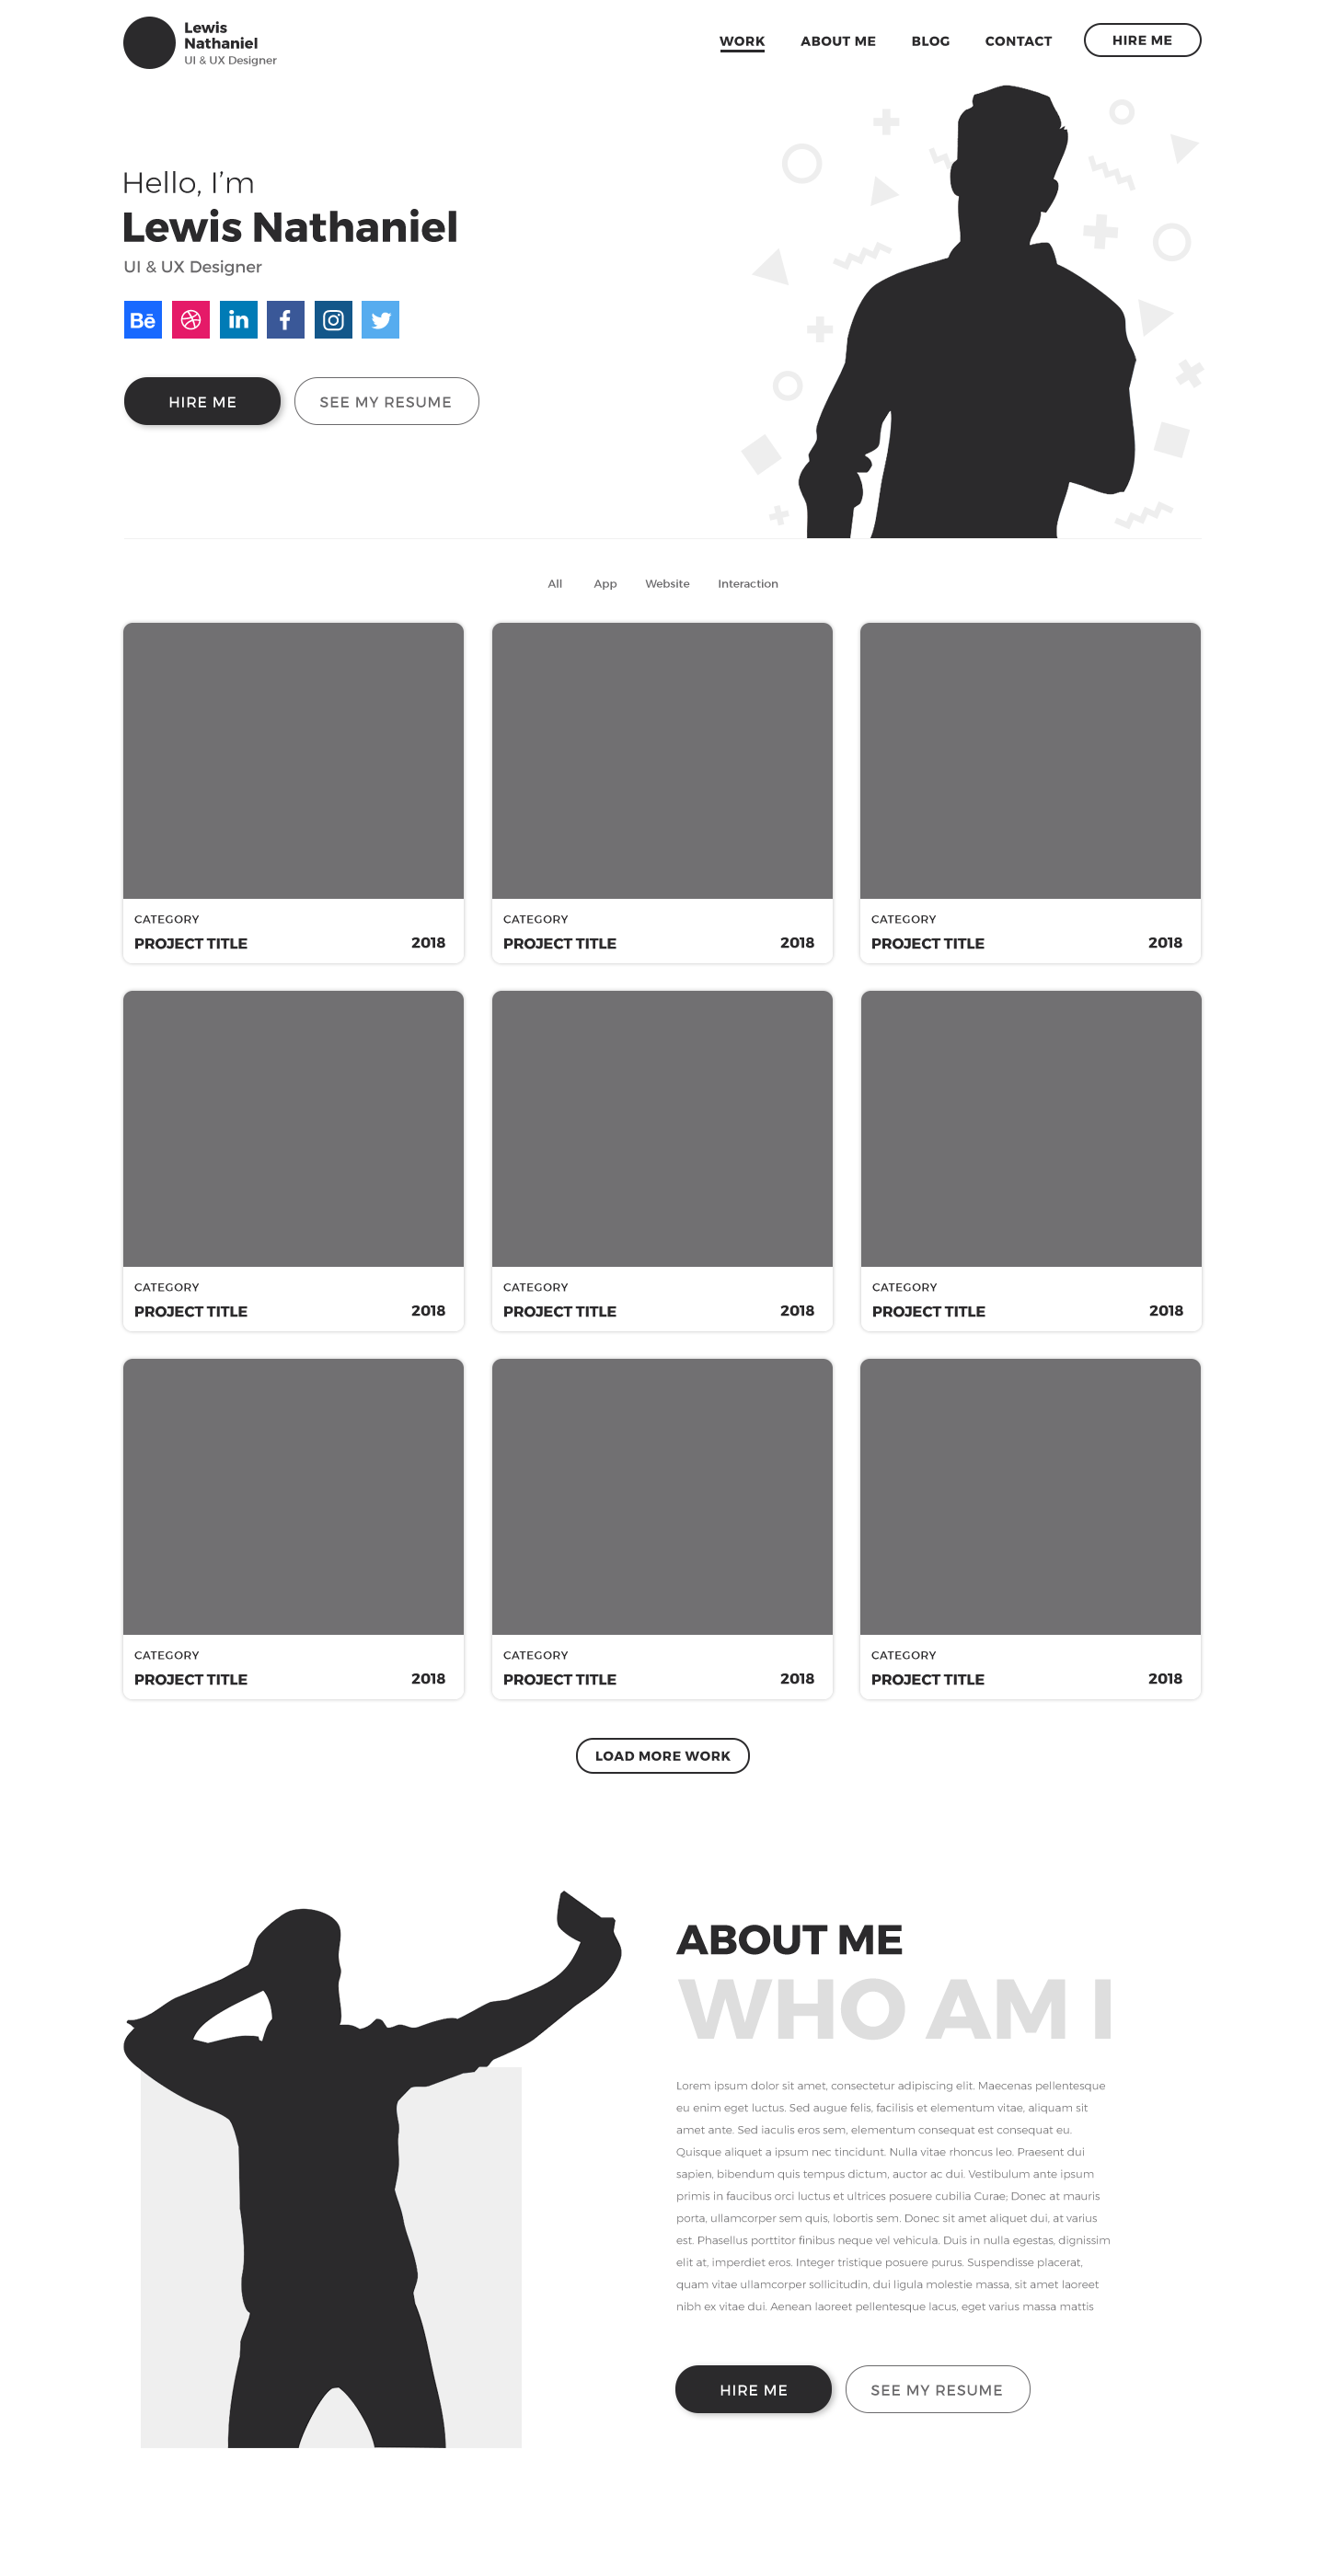 Lewis
Nathaniel
UI & UX Designer
WORK ABOUT ME BLOG CONTACT HIRE ME
Hello, I'm
Lewis Nathaniel
UI & UX Designer
Bē in f
HIRE ME SEE MY RESUME
All App Website Interaction
CATEGORY CATEGORY CATEGORY
PROJECT TITLE 2018 PROJECT TITLE 2018 PROJECT TITLE 2018
CATEGORY CATEGORY CATEGORY
PROJECT TITLE 2018 PROJECT TITLE 2018 PROJECT TITLE 2018
CATEGORY CATEGORY CATEGORY
PROJECT TITLE 2018 PROJECT TITLE 2018 PROJECT TITLE 2018
LOAD MORE WORK
ABOUT ME
WHO AM I
Lorem ipsum dolor sit amet, consectetur adipiscing elit. Maecenas pellentesque
eu enim eget luctus. Sed augue felis, facilisis et elementum vitae, aliquam sit
amet ante. Sed iaculis eros sem, elementum consequat est consequat eu.
Quisque aliquet a ipsum nec tincidunt. Nulla vitae rhoncus leo. Praesent dui
sapien, bibendum quis tempus dictum, auctor ac dui. Vestibulum ante ipsum
primis in faucibus orci luctus et ultrices posuere cubilia Curae; Donec at mauris
porta, ullamcorper sem quis, lobortis sem. Donec sit amet aliquet dui, at varius
est. Phasellus porttitor finibus neque vel vehicula. Duis in nulla egestas, dignissim
elit at, imperdiet eros. Integer tristique posuere purus. Suspendisse placerat,
quam vitae ullamcorper sollicitudin, dui ligula molestie massa, sit amet laoreet
nibh ex vitae dui. Aenean laoreet pellentesque lacus, eget varius massa mattis
HIRE ME SEE MY RESUME